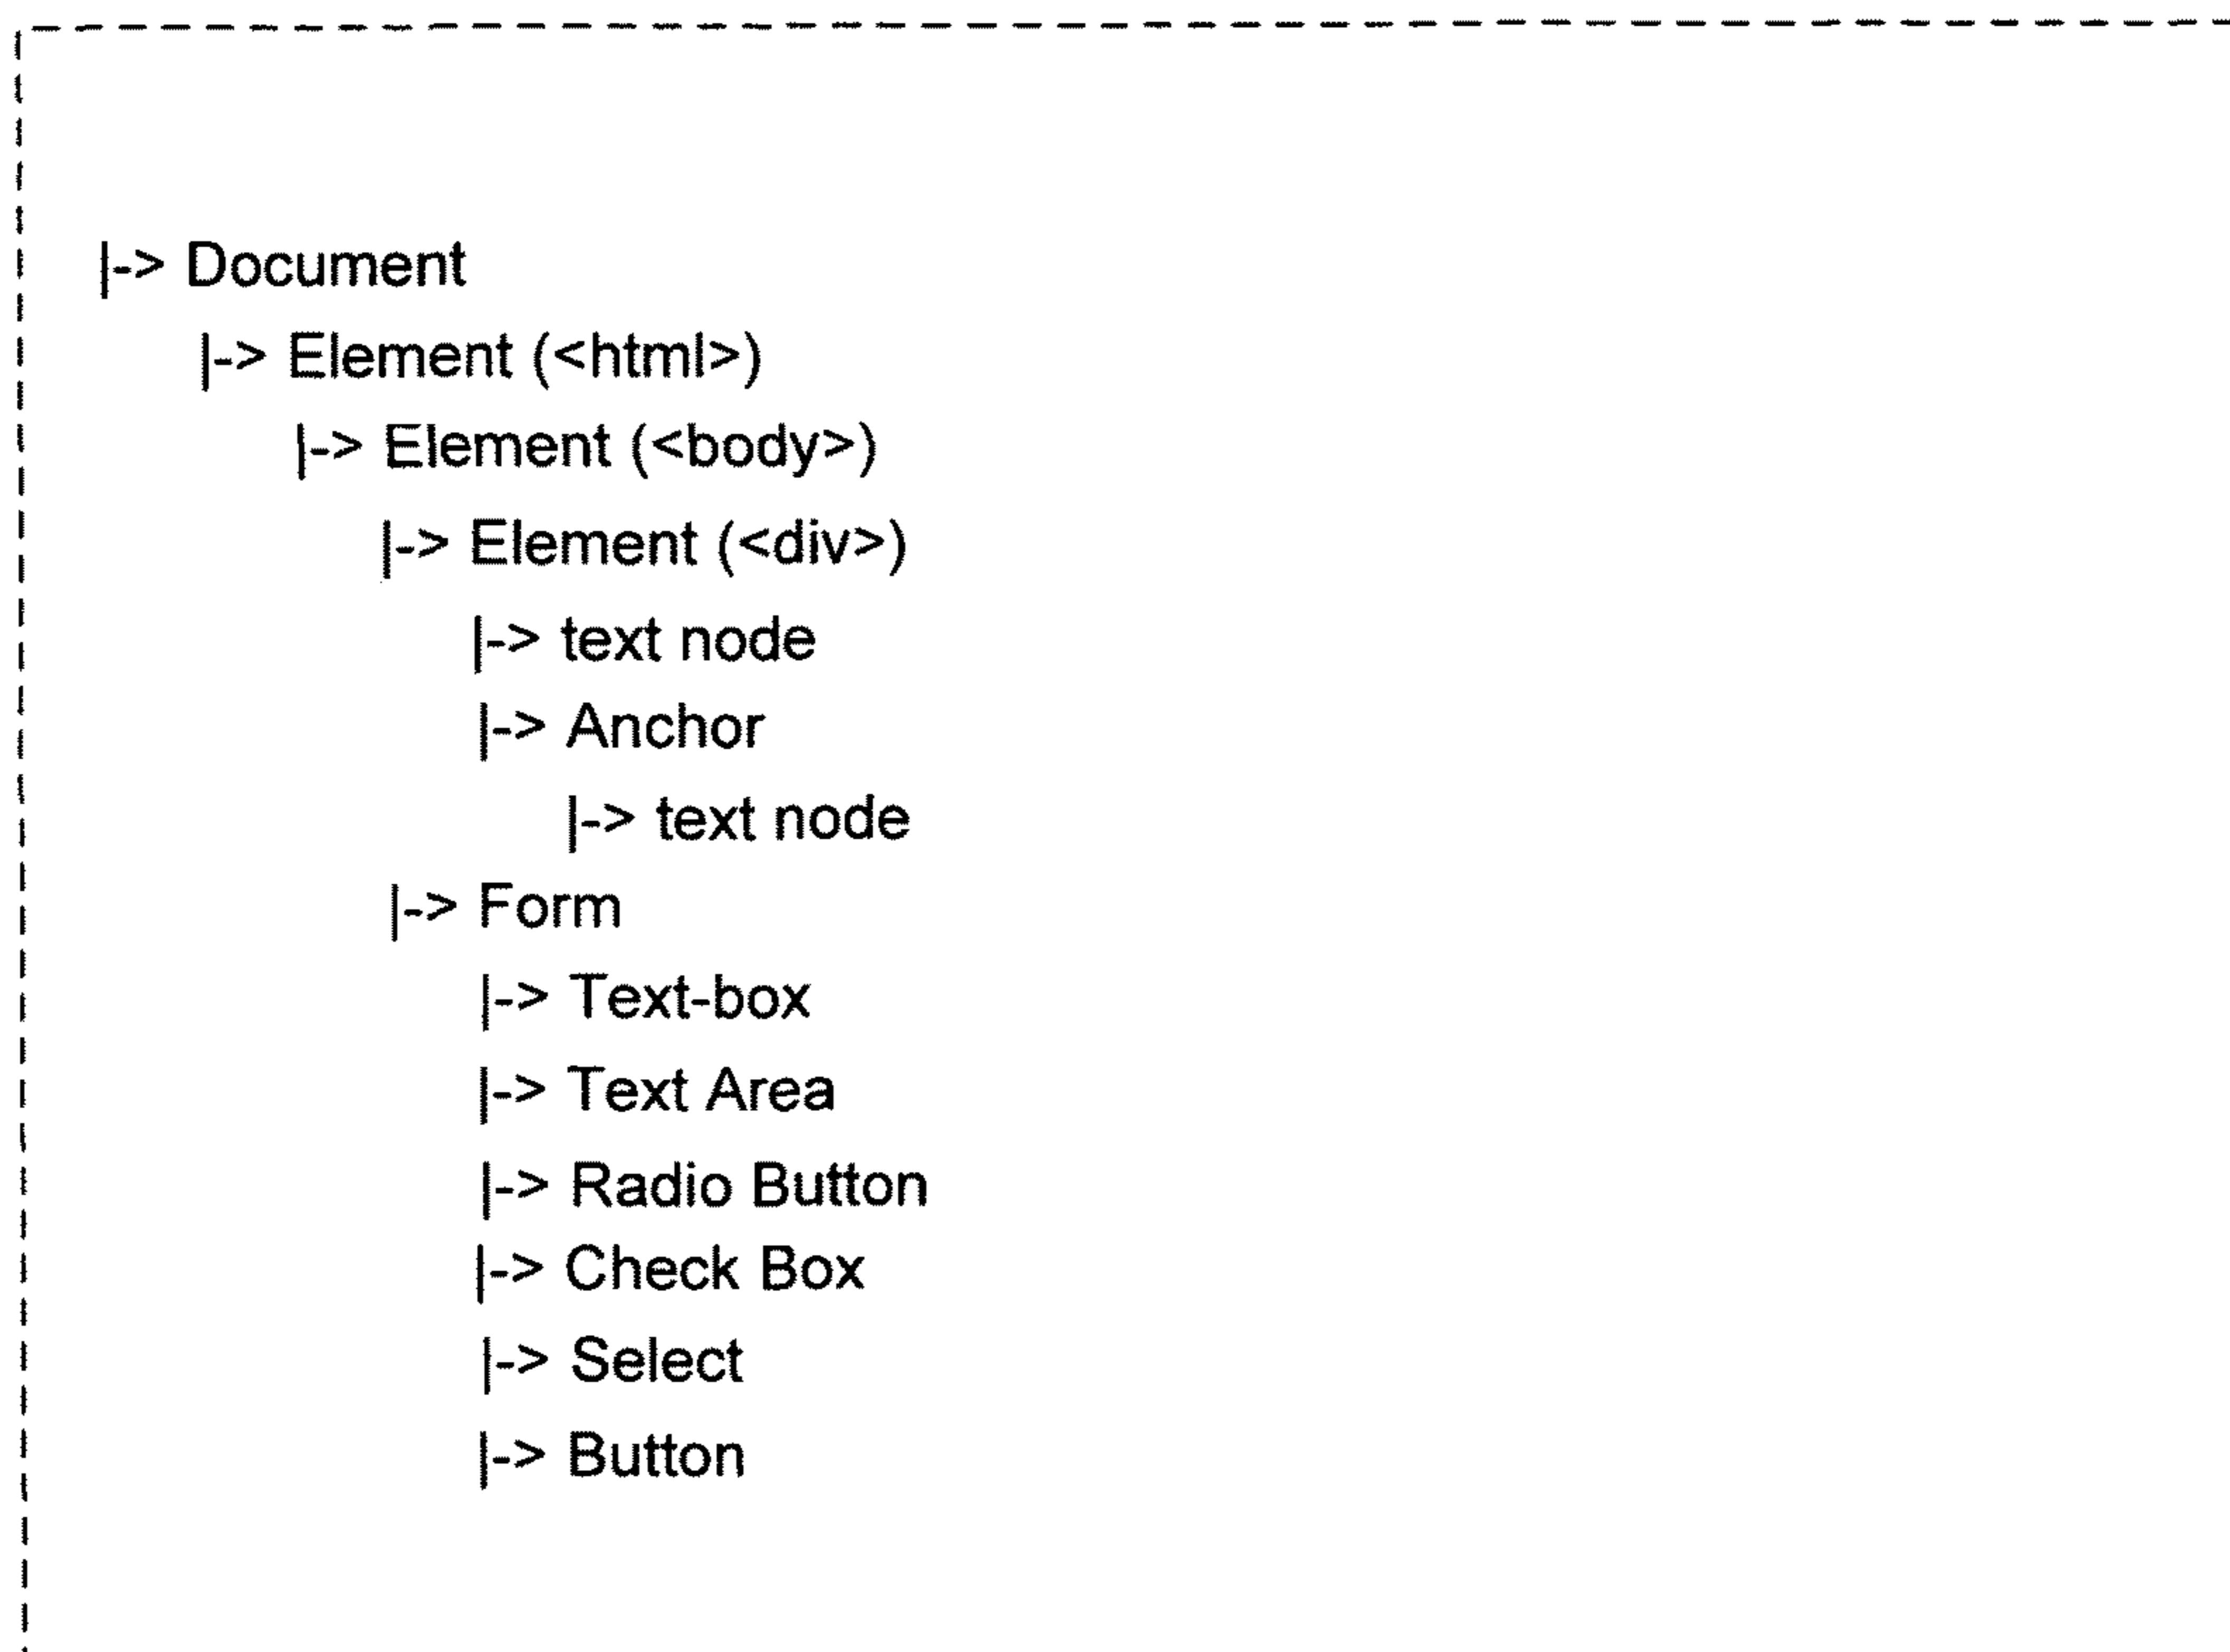 |-> Document
|-> Element (<html>)
|-> Element (<body>)
|-> Element (<div>)
|-> text node
|-> Anchor
|-> text node
|-> Form
|-> Text-box
|-> Text Area
|-> Radio Button
|-> Check Box
|-> Select
|-> Button